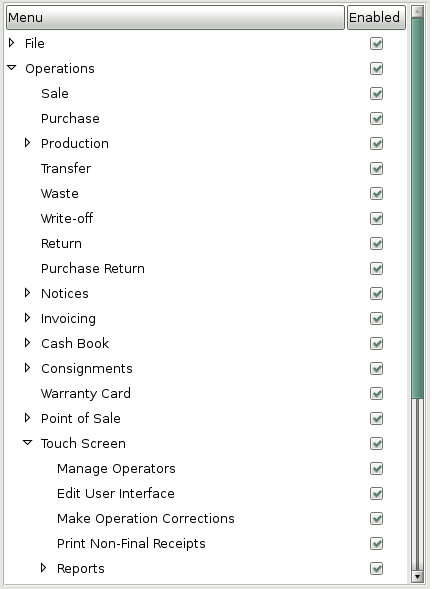 Menu Enabled
File
Operations
Sale
Purchase
Production
Transfer
Waste
Write-off
Return
Purchase Return
Notices
Invoicing
Cash Book
Consignments
Warranty Card
Point of Sale
Touch Screen
Manage Operators
Edit User Interface
Make Operation Corrections
Print Non-Final Receipts
Reports